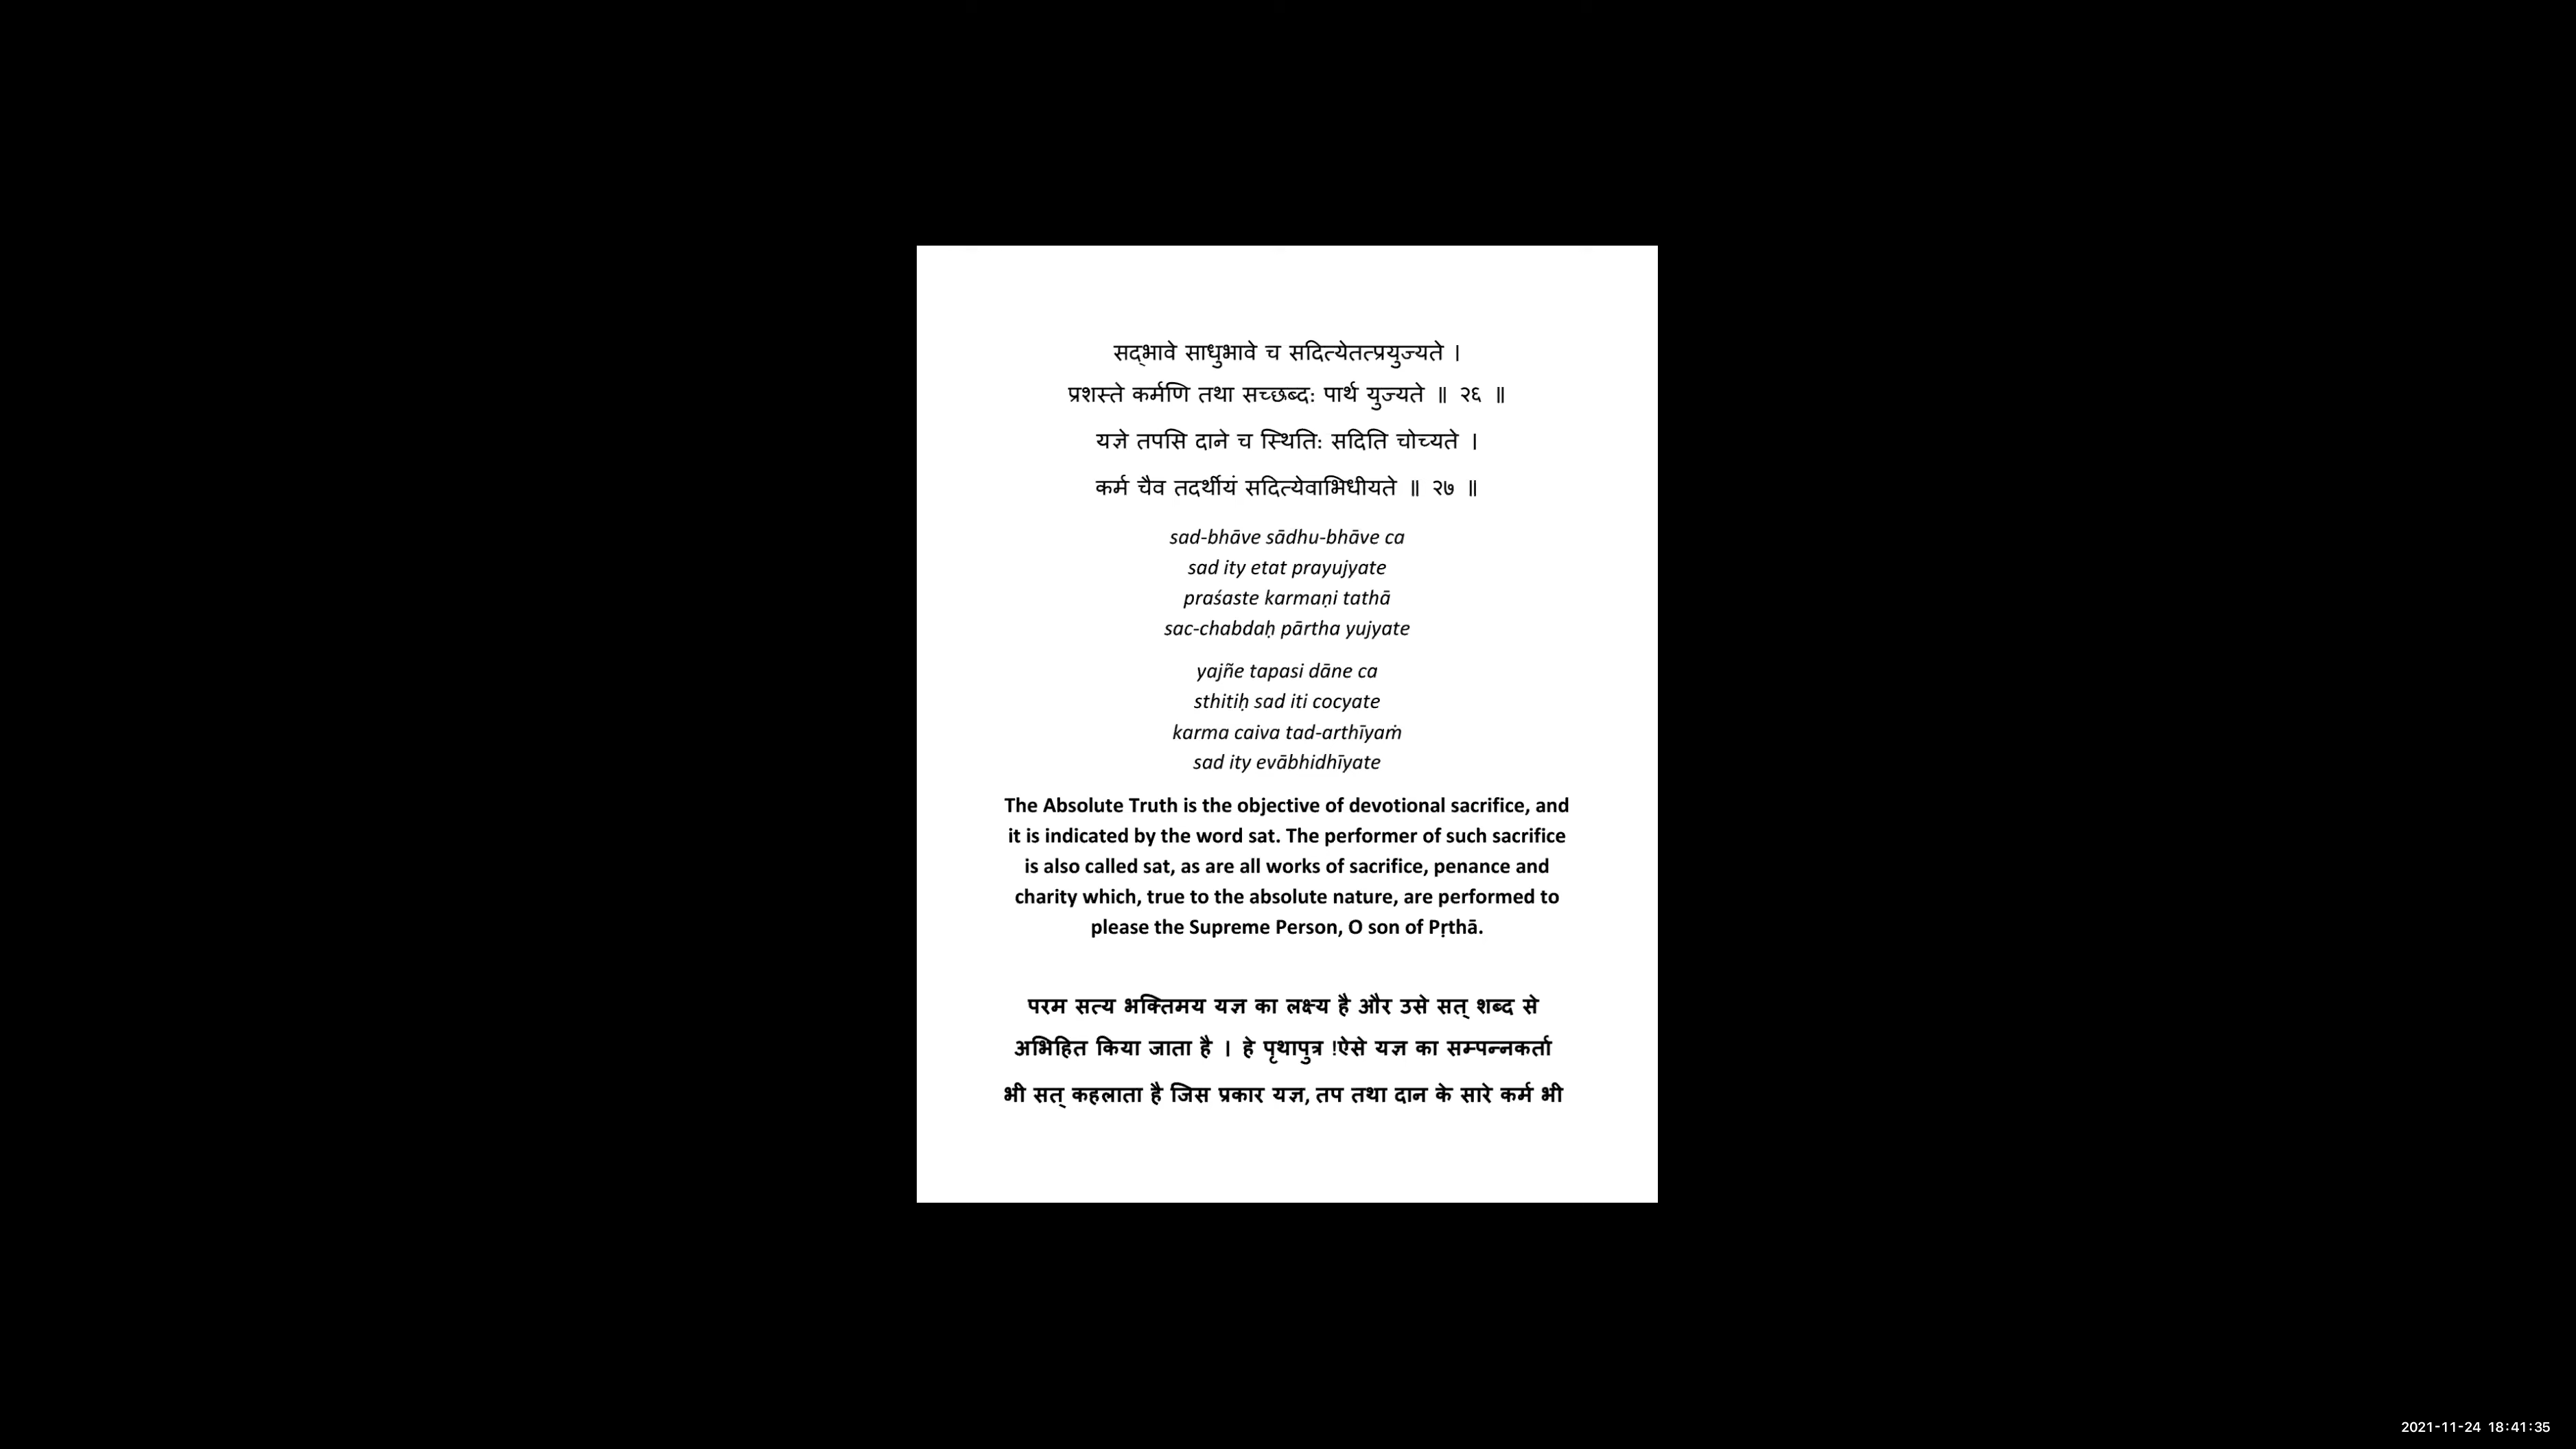 सद्‍भावे साधुभावे च सदित्येतत्प्रयुज्यते ।
प्रशस्ते कर्मणि तथा सच्छब्दः पार्थ युज्यते ॥ २६ ॥
यज्ञे तपसि दाने च स्थितिः सदिति चोच्यते ।
कर्म चैव तदर्थीयं सदित्येवाभिधीयते ॥ २७ ॥
sad-bhāve sādhu-bhāve ca
sad ity etat prayujyate
praśaste karmaṇi tathā
sac-chabdaḥ pārtha yujyate
yajñe tapasi dāne ca
sthitiḥ sad iti cocyate
karma caiva tad-arthīyaṁ
sad ity evābhidhīyate
The Absolute Truth is the objective of devotional sacrifice, and
it is indicated by the word sat. The performer of such sacrifice
is also called sat, as are all works of sacrifice, penance and
charity which, true to the absolute nature, are performed to
please the Supreme Person, O son of Pṛthā.
परम सत्य भक्तिमय यज्ञ का लक्ष्य है और उसे सत् शब्द से
अभिहित किया जाता है । हे पृथापुत्र !ऐसे यज्ञ का सम्पन्नकर्ता
भी सत् कहलाता है जिस प्रकार यज्ञ, तप तथा दान के सारे कर्म भी
2021-11-24 18:41:35